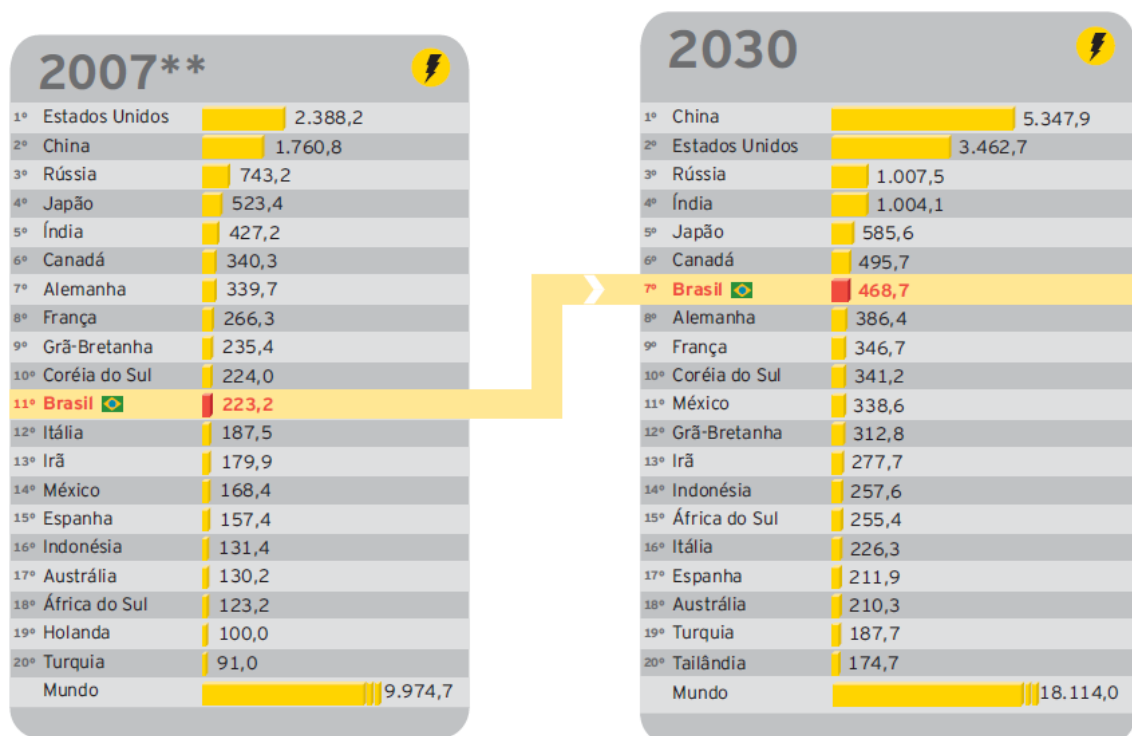 2007**
1º Estados Unidos 2.388,2
2º China 1.760,8
3º Rússia 743,2
4º Japão 523,4
5º Índia 427,2
6º Canadá 340,3
7º Alemanha 339,7
8º França 266,3
9º Grã-Bretanha 235,4
10º Coréia do Sul 224,0
11º Brasil 223,2
12º Itália 187,5
13º Irã 179,9
14º México 168,4
15º Espanha 157,4
16º Indonésia 131,4
17º Austrália 130,2
18º África do Sul 123,2
19º Holanda 100,0
20º Turquia 91,0
Mundo 9.974,7
2030
1º China 5.347,9
2º Estados Unidos 3.462,7
3º Rússia 1.007,5
4º Índia 1.004,1
5º Japão 585,6
6º Canadá 495,7
7º Brasil 468,7
8º Alemanha 386,4
9º França 346,7
10º Coréia do Sul 341,2
11º México 338,6
12º Grã-Bretanha 312,8
13º Irã 277,7
14º Indonésia 257,6
15º África do Sul 255,4
16º Itália 226,3
17º Espanha 211,9
18º Austrália 210,3
19º Turquia 187,7
20º Tailândia 174,7
Mundo 18.114,0